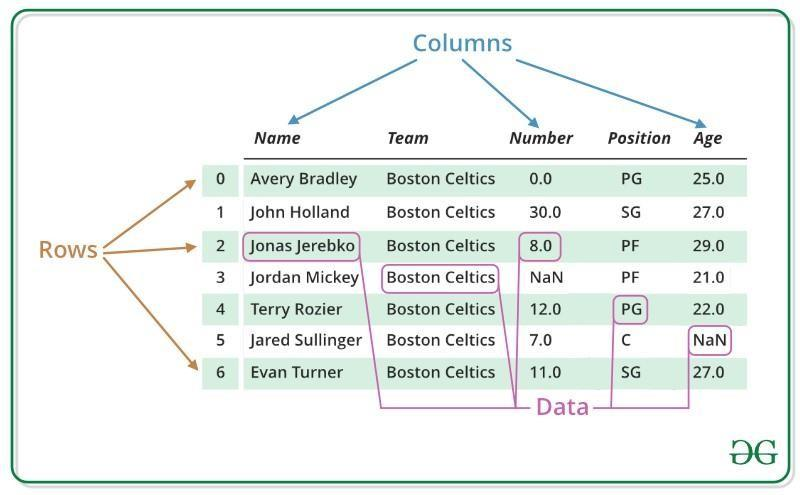 Columns
Name Team Number Position Age
0 Avery Bradley Boston Celtics 0.0 PG 25.0
1 John Holland Boston Celtics 30.0 SG 27.0
Rows 2 Jonas Jerebko Boston Celtics 8.0 PF 29.0
3 Jordan Mickey Boston Celtics NaN PF 21.0
4 Terry Rozier Boston Celtics 12.0 PG 22.0
5 Jared Sullinger Boston Celtics 7.0 C NaN
6 Evan Turner Boston Celtics 11.0 SG 27.0
Data